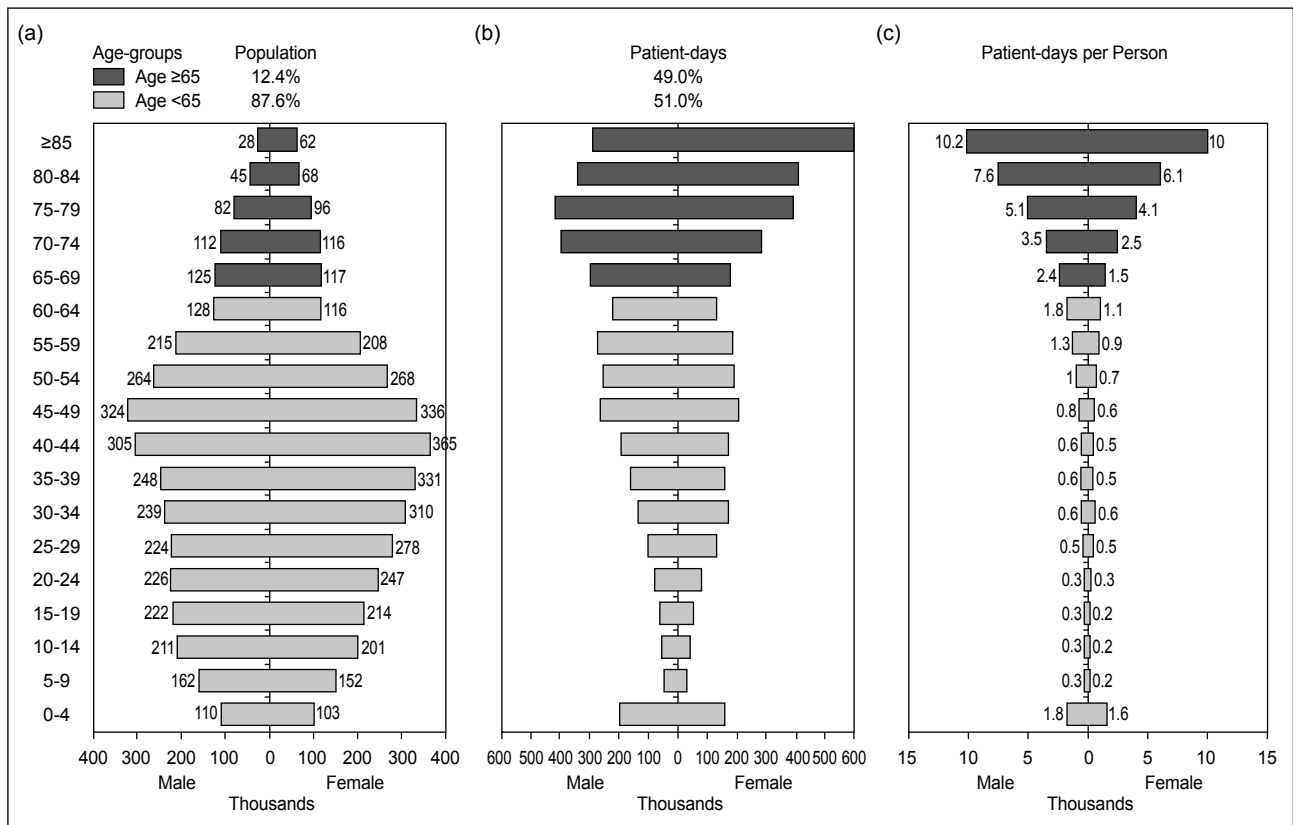 (a)
Age-groups Population
Age ≥65 12.4%
Age <65 87.6%
≥85 28 62
80-84 45 68
75-79 82 96
70-74 112 116
65-69 125 117
60-64 128 116
55-59 215 208
50-54 264 268
45-49 324 336
40-44 305 365
35-39 248 331
30-34 239 310
25-29 224 278
20-24 226 247
15-19 222 214
10-14 211 201
5-9 162 152
0-4 110 103
400 300 200 100 0 100 200 300 400
Male Female
Thousands
(b)
Patient-days
49.0%
51.0%
600 500 400 300 200 100 0 100 200 300 400 500 600
Male Female
Thousands
(c)
Patient-days per Person
10.2 10
7.6 6.1
5.1 4.1
3.5 2.5
2.4 1.5
1.8 1.1
1.3 0.9
1 0.7
0.8 0.6
0.6 0.5
0.6 0.5
0.6 0.6
0.5 0.5
0.3 0.3
0.3 0.2
0.3 0.2
0.3 0.2
1.8 1.6
15 10 5 0 5 10 15
Male Female
Thousands